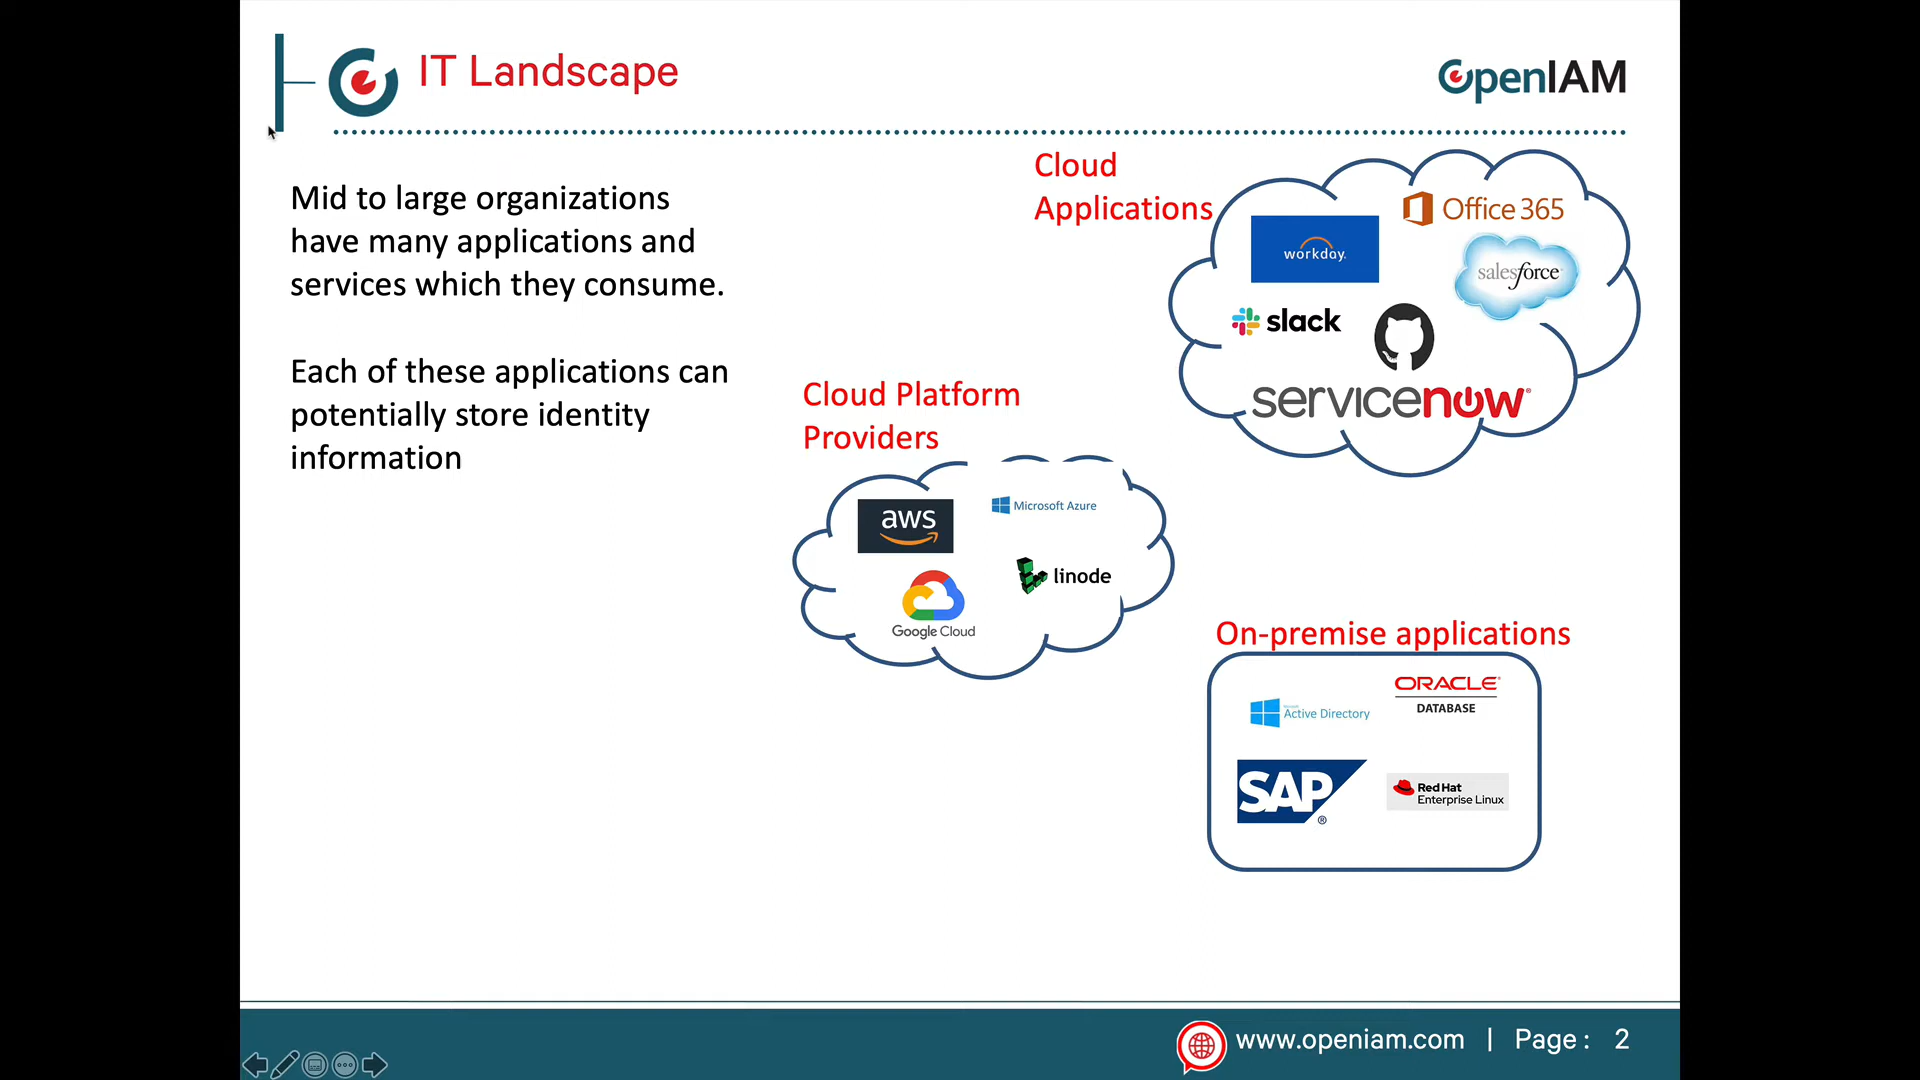 IT Landscape
OpenIAM
Mid to large organizations
have many applications and
services which they consume.
Each of these applications can
potentially store identity
information
Cloud
Applications
Office 365
workday.
salesforce
slack
servicenow®
Cloud Platform
Providers
aws
Microsoft Azure
linode
Google Cloud
On-premise applications
ORACLE®
DATABASE
Active Directory
SAP®
Red Hat
Enterprise Linux
www.openiam.com | Page : 2